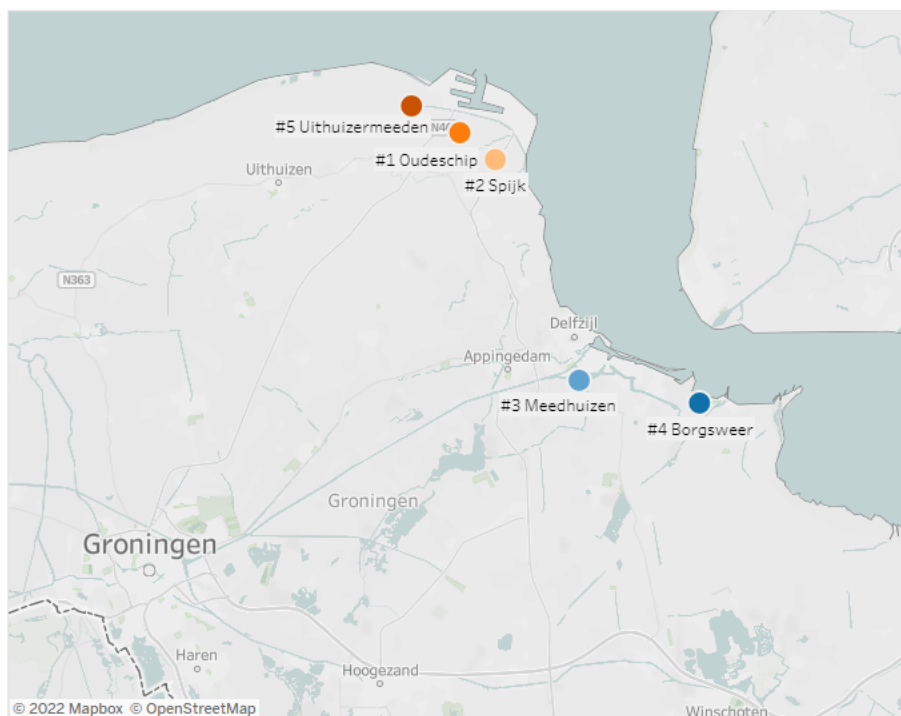 #5 Uithuizermeeden
#1 Oudeschip
Uithuizen
#2 Spijk
N363
Delfzijl
Appingedam
#3 Meedhuizen
#4 Borgsweer
Groningen
Groningen
Haren
Hoogezand
Winschoten
© 2022 Mapbox © OpenStreetMap